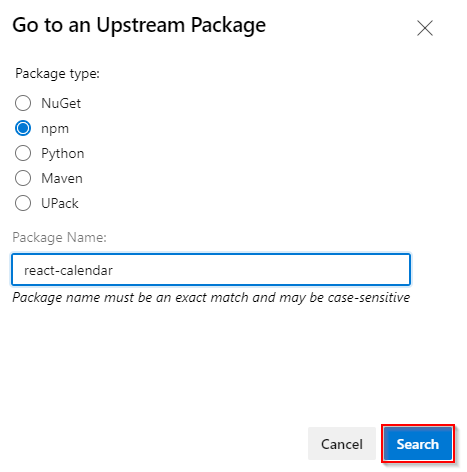 Go to an Upstream Package
Package type:
NuGet
npm
Python
Maven
UPack
Package Name:
react-calendar
Package name must be an exact match and may be case-sensitive
Cancel
Search